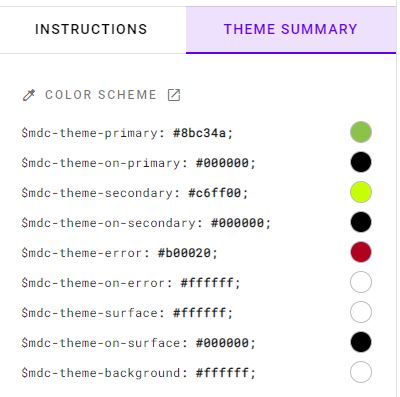 INSTRUCTIONS
THEME SUMMARY
COLOR SCHEME
$mdc-theme-primary: #8bc34a;
$mdc-theme-on-primary: #000000;
$mdc-theme-secondary: #c6ff00;
$mdc-theme-on-secondary: #000000;
$mdc-theme-error: #b00020;
$mdc-theme-on-error: #ffffff;
$mdc-theme-surface: #ffffff;
$mdc-theme-on-surface: #000000;
$mdc-theme-background: #ffffff;